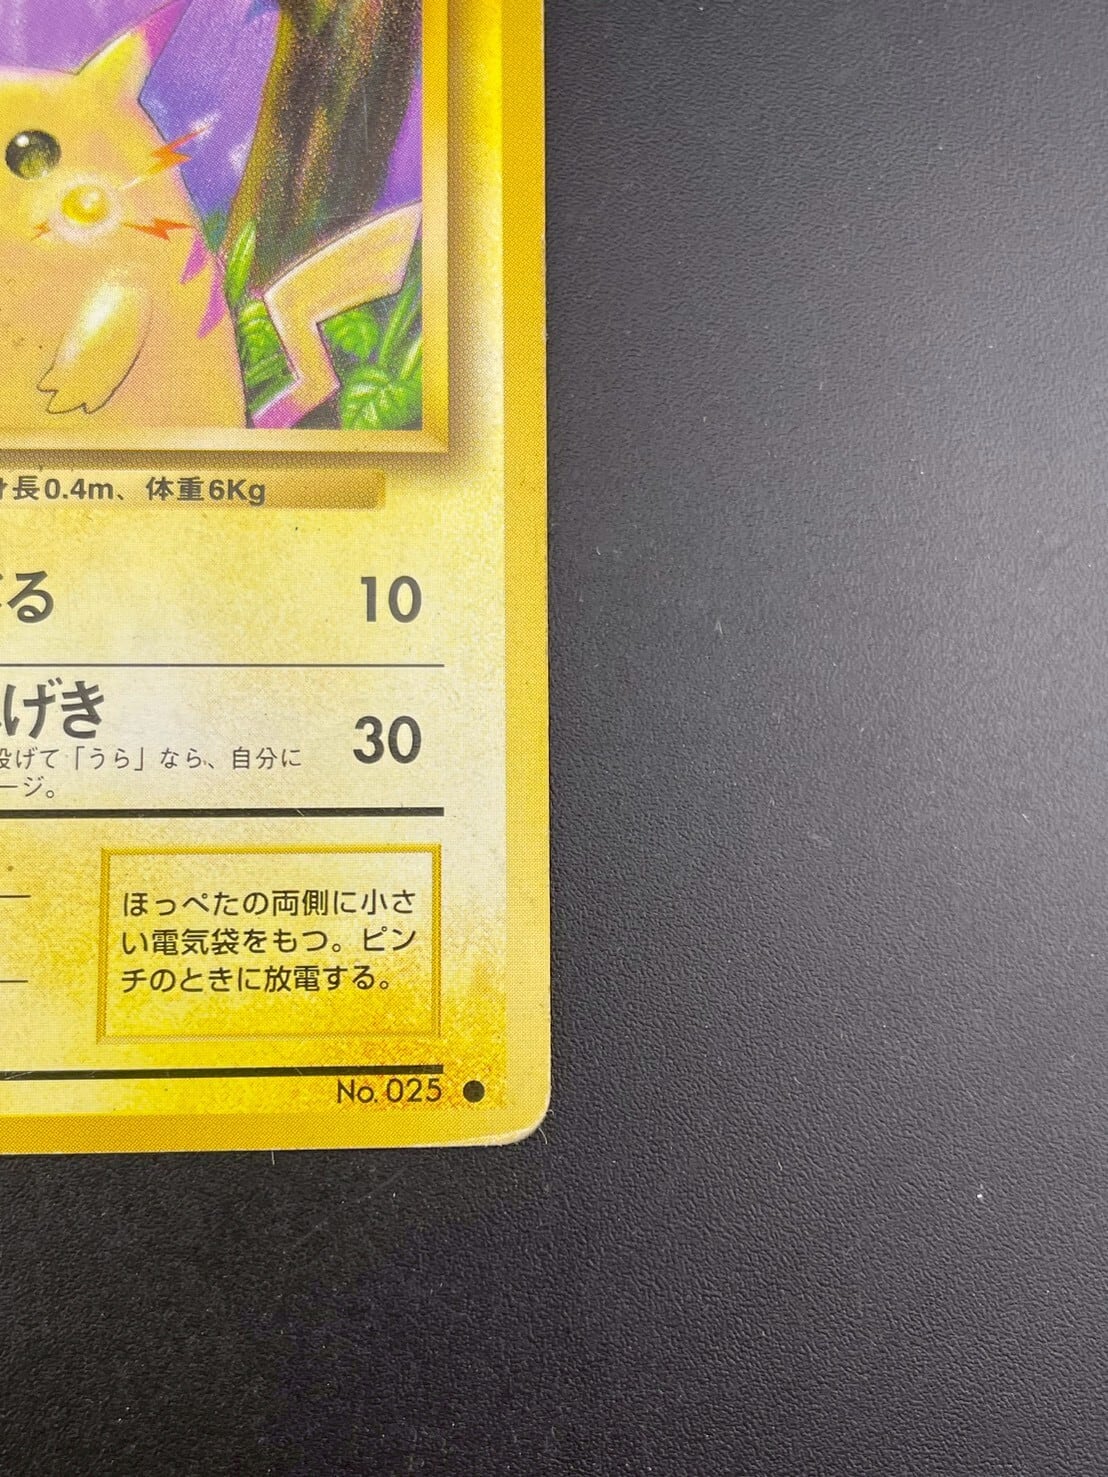 長0.4m、体重6Kg
る 10
げき 30
投げて「うら」なら、自分に
ージ。
ほっぺたの両側に小さ
い電気袋をもつ。ピン
チのときに放電する。
No. 025 ●